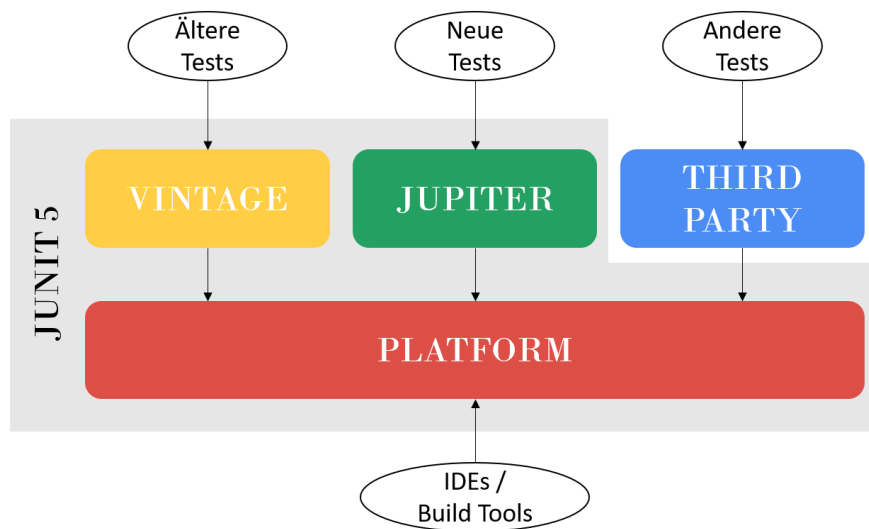 Ältere
Tests
Neue
Tests
Andere
Tests
VINTAGE
JUPITER
THIRD
PARTY
JUNIT 5
PLATFORM
IDEs /
Build Tools